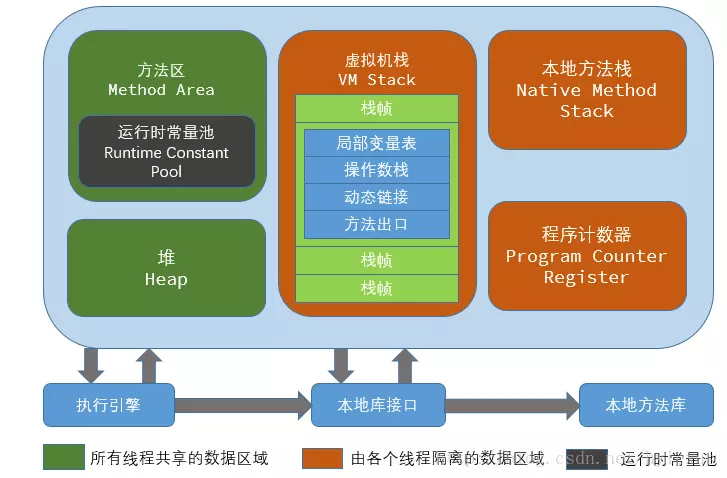 方法区
Method Area
运行时常量池
Runtime Constant
Pool
堆
Heap
虚拟机栈
VM Stack
栈帧
局部变量表
操作数栈
动态链接
方法出口
栈帧
栈帧
本地方法栈
Native Method
Stack
程序计数器
Program Counter
Register
执行引擎
本地库接口
本地方法库
所有线程共享的数据区域
由各个线程隔离的数据区域
运行时常量池